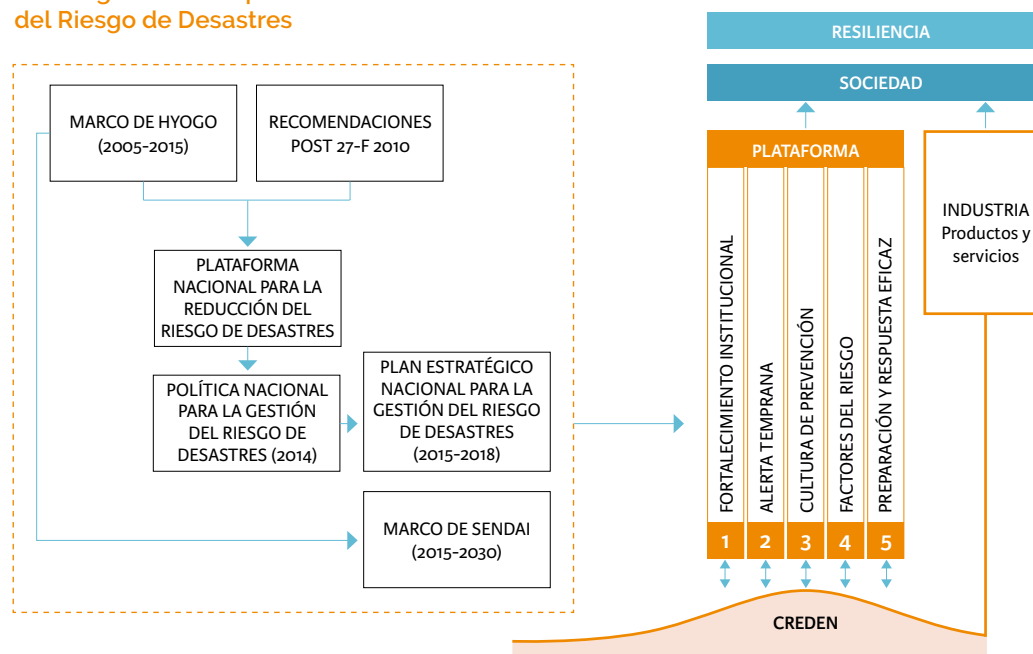 del Riesgo de Desastres
MARCO DE HYOGO
(2005-2015)
RECOMENDACIONES
POST 27-F 2010
PLATAFORMA
NACIONAL PARA LA
REDUCCIÓN DEL
RIESGO DE DESASTRES
POLÍTICA NACIONAL
PARA LA GESTIÓN
DEL RIESGO DE
DESASTRES (2014)
PLAN ESTRATÉGICO
NACIONAL PARA LA
GESTIÓN DEL RIESGO
DE DESASTRES
(2015-2018)
MARCO DE SENDAI
(2015-2030)
RESILIENCIA
SOCIEDAD
PLATAFORMA
FORTALECIMIENTO INSTITUCIONAL
ALERTA TEMPRANA
CULTURA DE PREVENCIÓN
FACTORES DEL RIESGO
PREPARACIÓN Y RESPUESTA EFICAZ
1 2 3 4 5
INDUSTRIA
Productos y
servicios
CREDEN